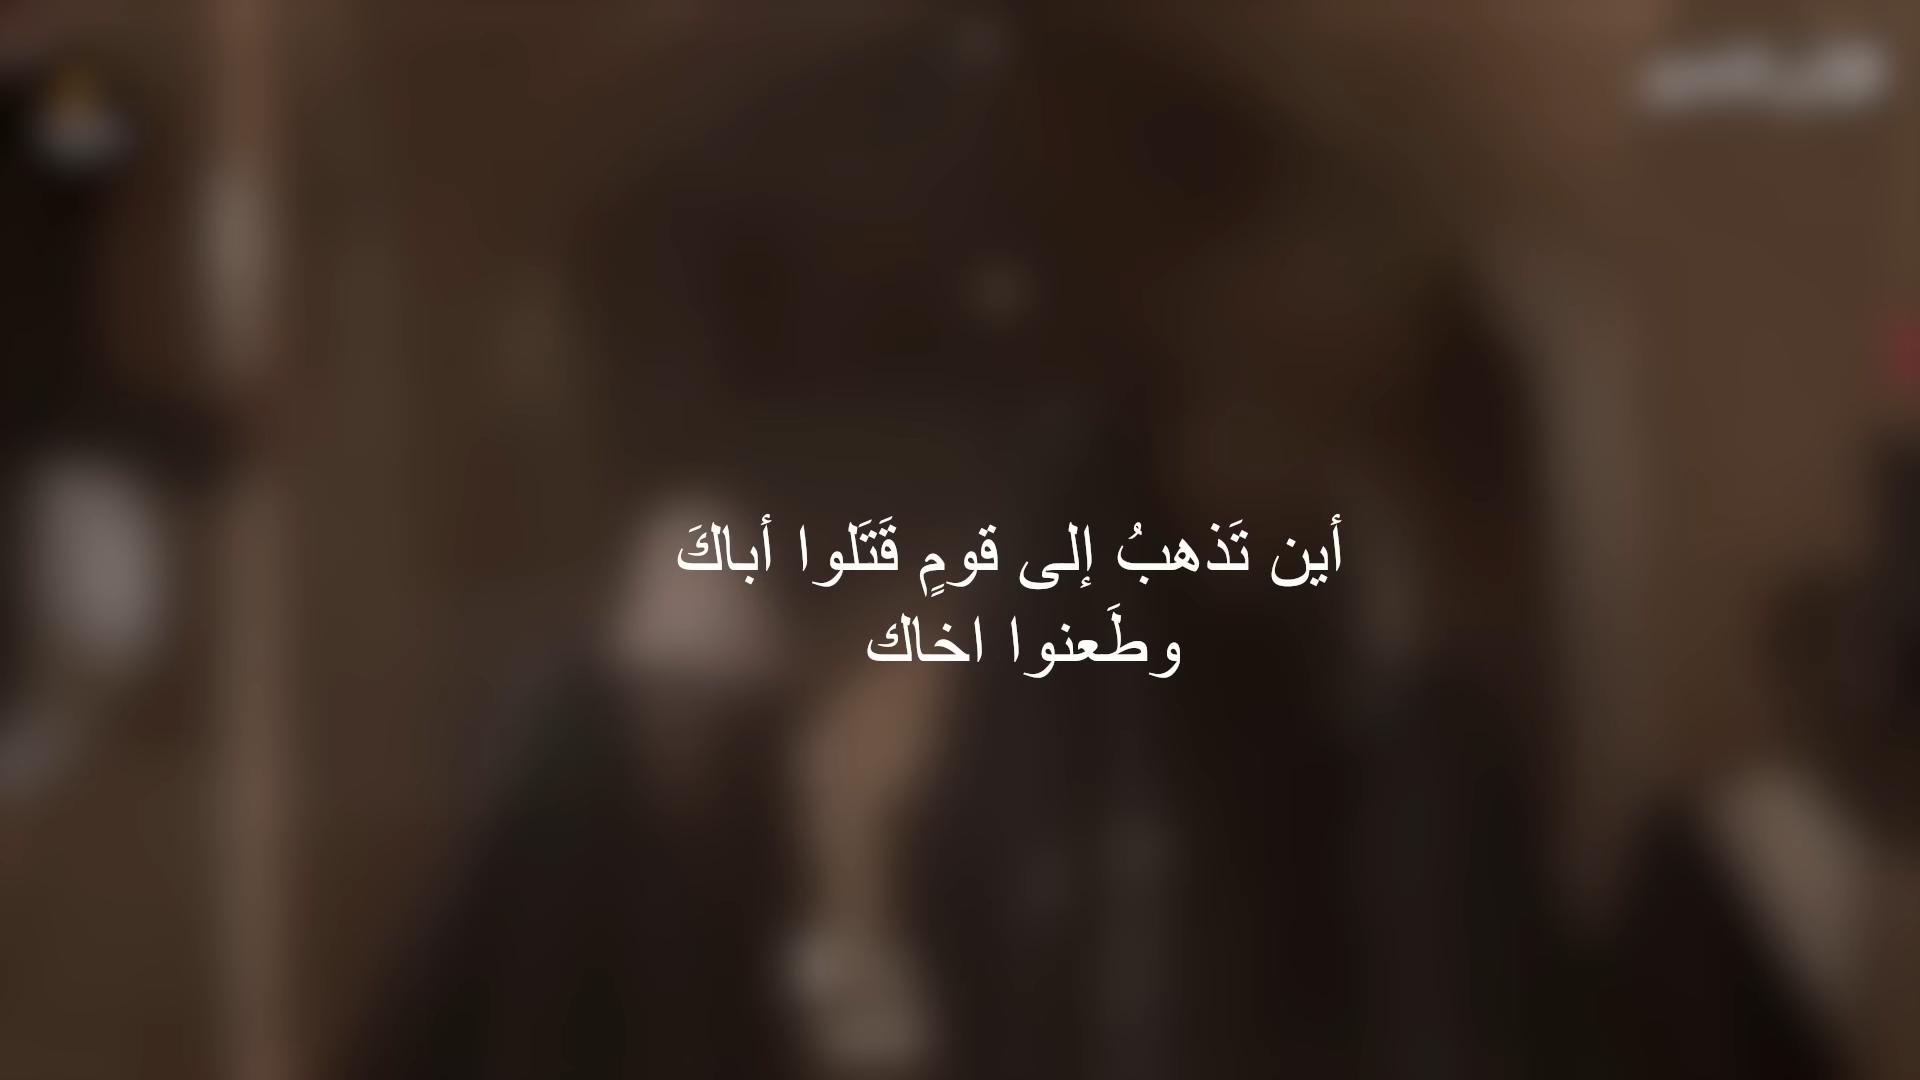 أين تَذهبُ إلى قومٍ قَتَلوا أباكَ
وطَعنوا اخاك